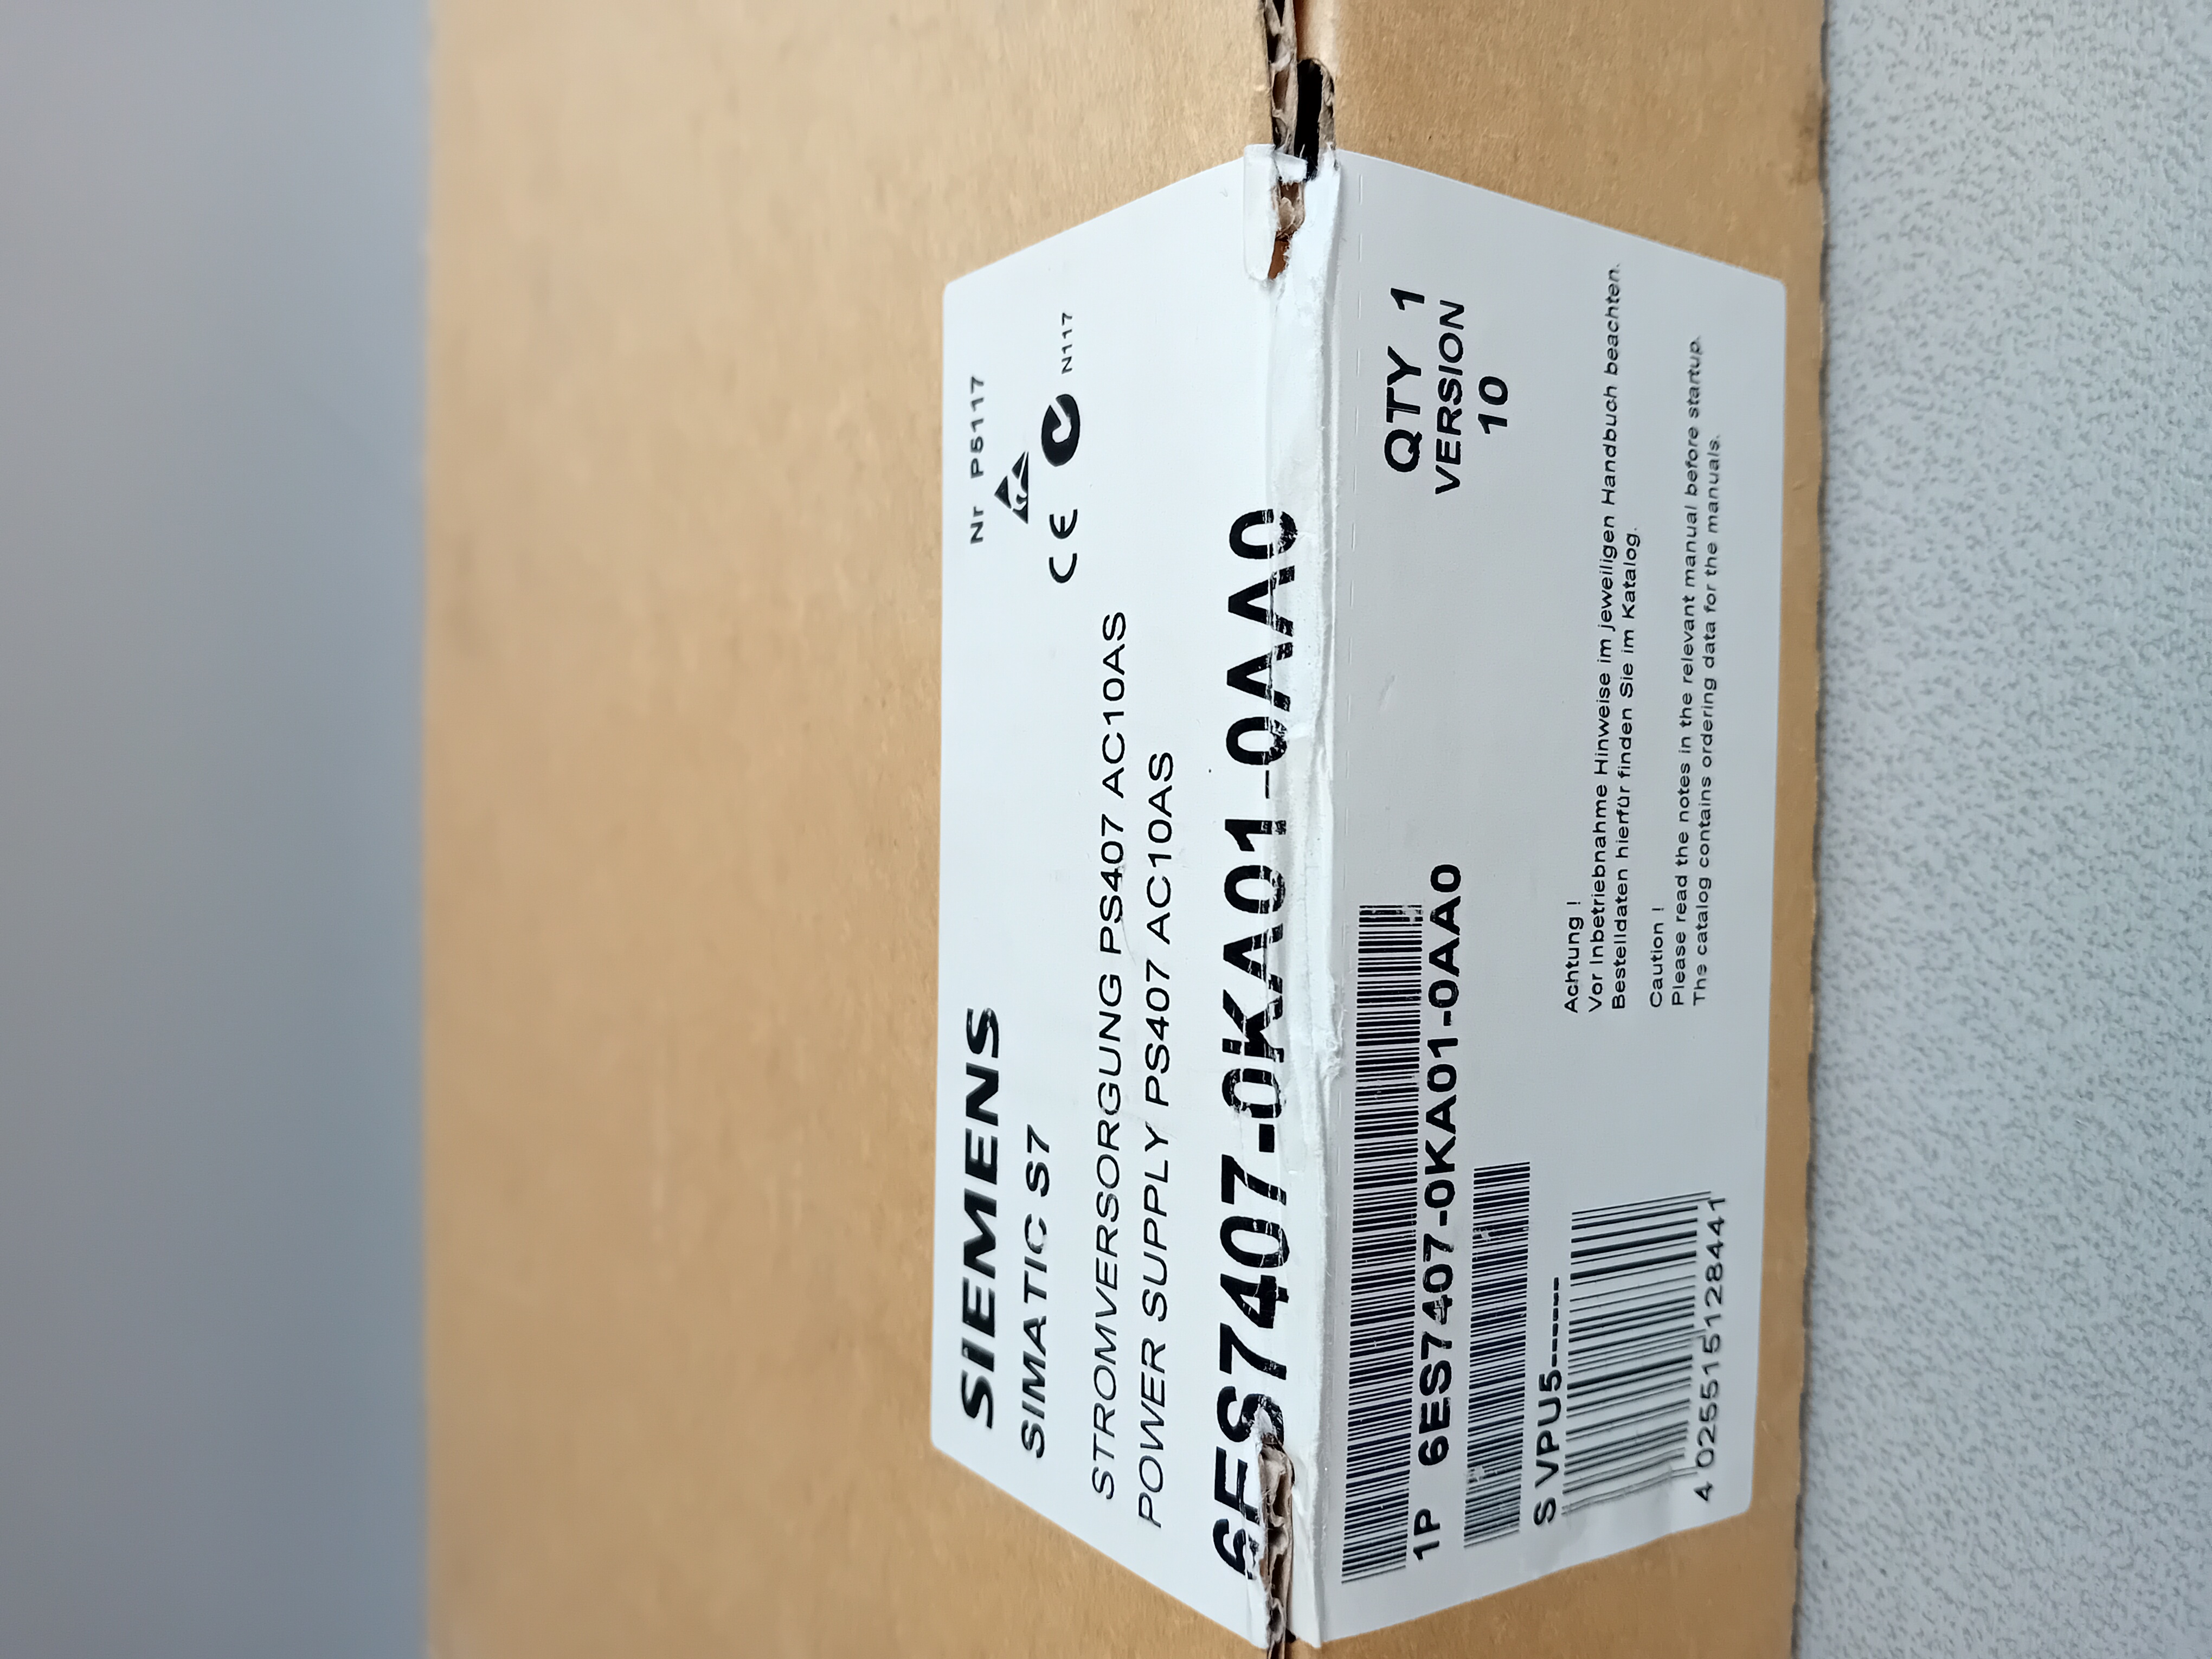 SIEMENS
Nr P5117
SIMATIC S7
CE N117
STROMVERSORGUNG PS407 AC10AS
POWER SUPPLY PS407 AC10AS
6ES7407-0KA01-0AA0
QTY 1
VERSION
10
1P 6ES7407-0KA01-0AA0
S VPU5------
4 025515128441
Achtung !
Vor Inbetriebnahme Hinweise im jeweiligen Handbuch beachten.
Bestelldaten hierfür finden Sie im Katalog.
Caution !
Please read the notes in the relevant manual before startup.
The catalog contains ordering data for the manuals.